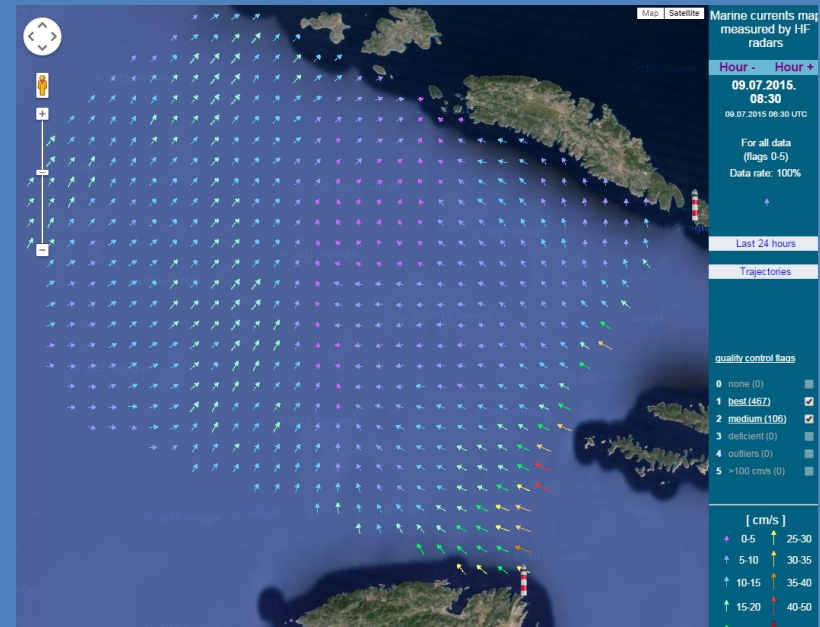 Map Satellite
Marine currents map
measured by HF
radars
Hour - Hour +
09.07.2015.
08:30
09.07.2015 06:30 UTC
For all data
(flags 0-5)
Data rate: 100%
Last 24 hours
Trajectories
quality control flags
0 none (0)
1 best (467)
2 medium (106)
3 deficient (0)
4 outliers (0)
5 >100 cm/s (0)
[ cm/s ]
0-5 25-30
5-10 30-35
10-15 35-40
15-20 40-50